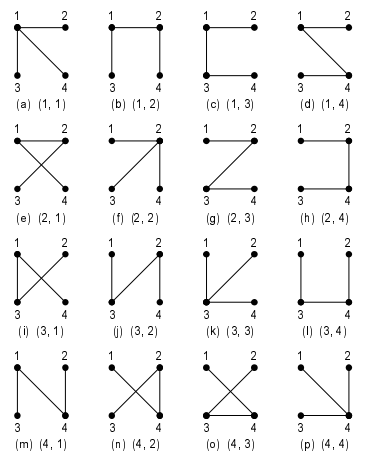 1 2 1 2 1 2 1 2
3 4 3 4 3 4 3 4
(a) (1, 1) (b) (1, 2) (c) (1, 3) (d) (1, 4)
1 2 1 2 1 2 1 2
3 4 3 4 3 4 3 4
(e) (2, 1) (f) (2, 2) (g) (2, 3) (h) (2, 4)
1 2 1 2 1 2 1 2
3 4 3 4 3 4 3 4
(i) (3, 1) (j) (3, 2) (k) (3, 3) (l) (3, 4)
1 2 1 2 1 2 1 2
3 4 3 4 3 4 3 4
(m) (4, 1) (n) (4, 2) (o) (4, 3) (p) (4, 4)